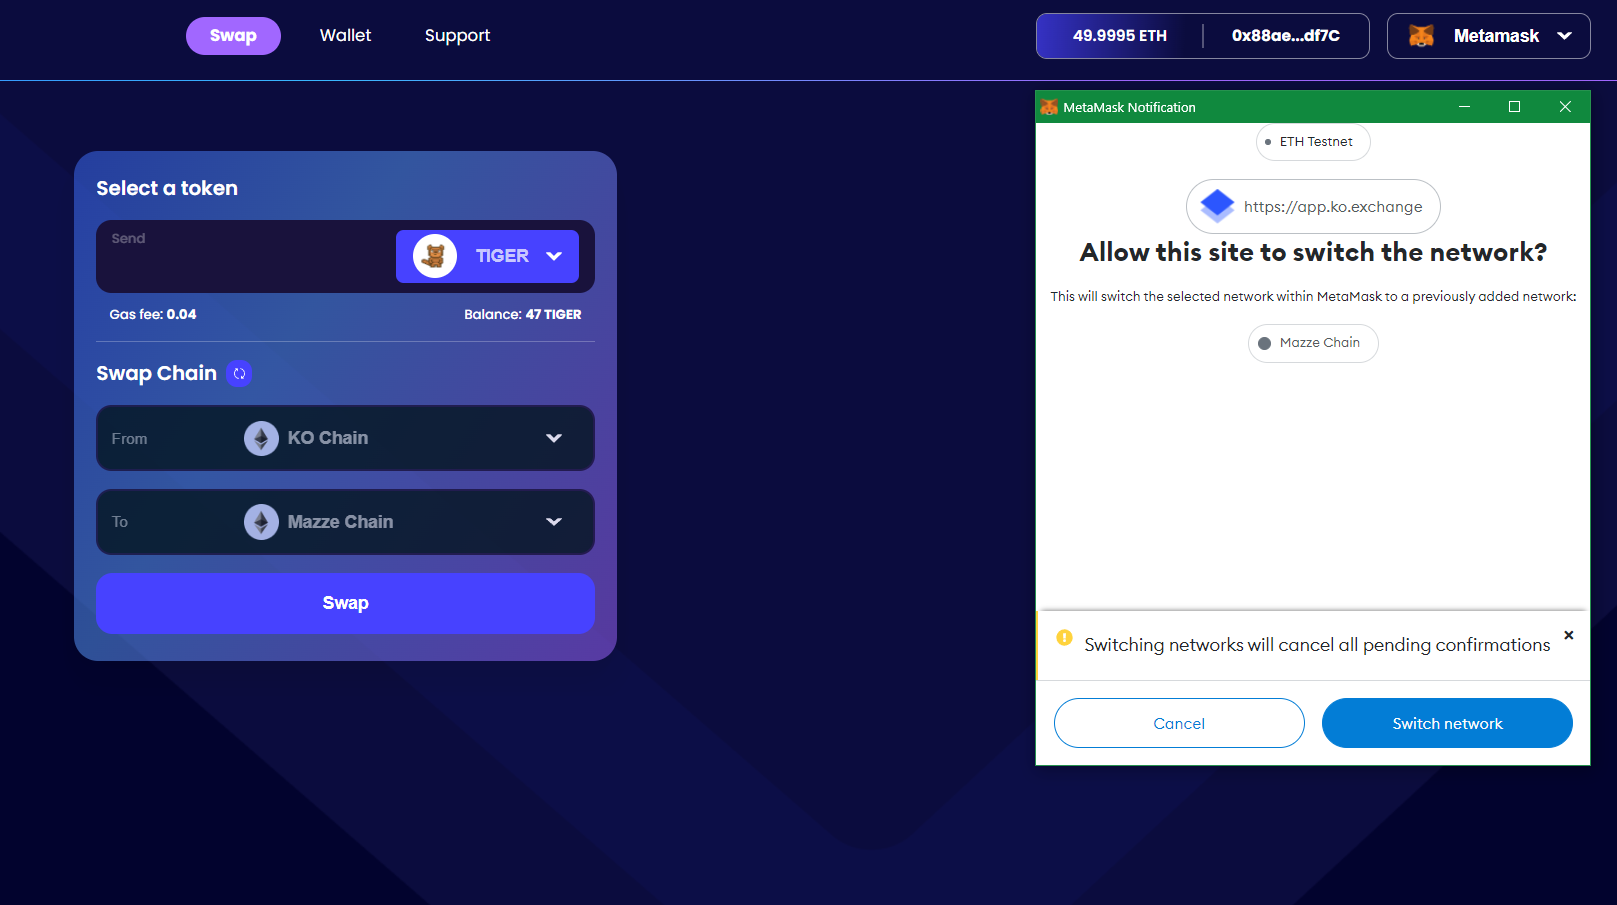 Swap
Wallet
Support
49.9995 ETH
0x88ae...df7C
Metamask
Select a token
Send
TIGER
Gas fee: 0.04
Balance: 47 TIGER
Swap Chain
From
KO Chain
To
Mazze Chain
Swap
MetaMask Notification
ETH Testnet
https://app.ko.exchange
Allow this site to switch the network?
This will switch the selected network within MetaMask to a previously added network:
Mazze Chain
Switching networks will cancel all pending confirmations
Cancel
Switch network